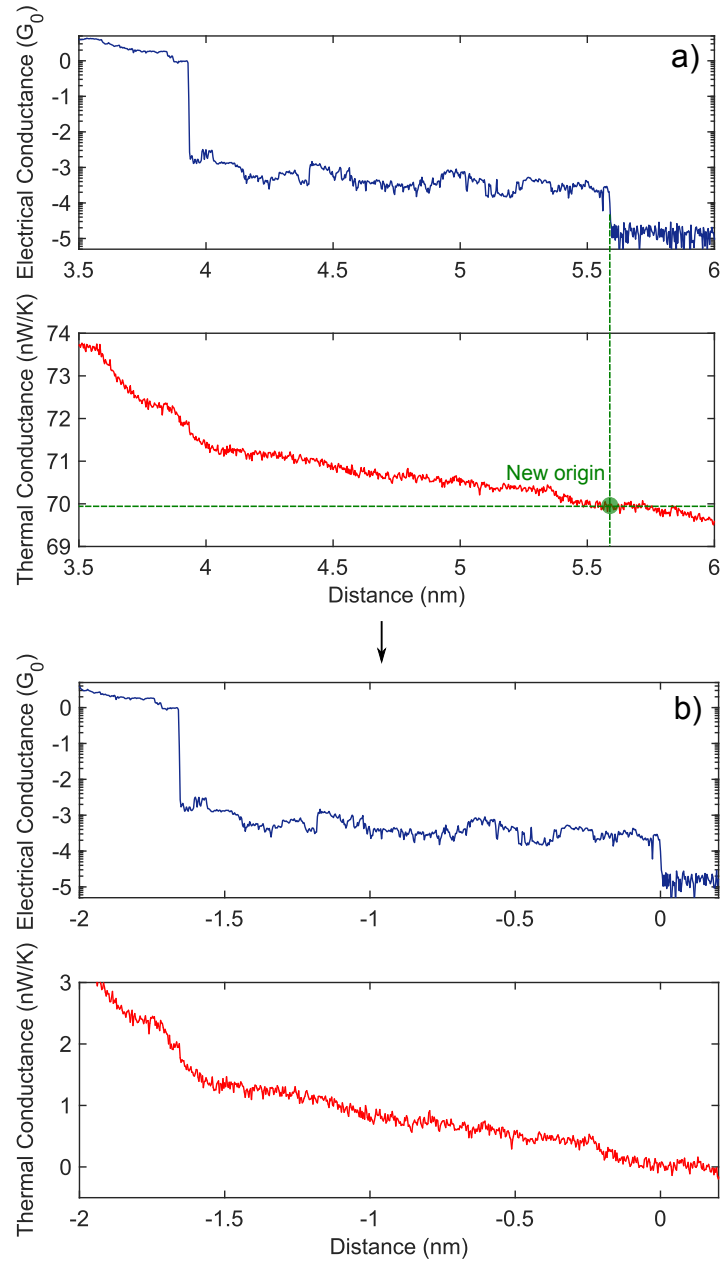 a)
Electrical Conductance (G0)
0
-1
-2
-3
-4
-5
3.5 4 4.5 5 5.5 6
Thermal Conductance (nW/K)
74
73
72
71
70
69
New origin
3.5 4 4.5 5 5.5 6
Distance (nm)
b)
Electrical Conductance (G0)
0
-1
-2
-3
-4
-5
-2 -1.5 -1 -0.5 0
Thermal Conductance (nW/K)
3
2
1
0
-2 -1.5 -1 -0.5 0
Distance (nm)